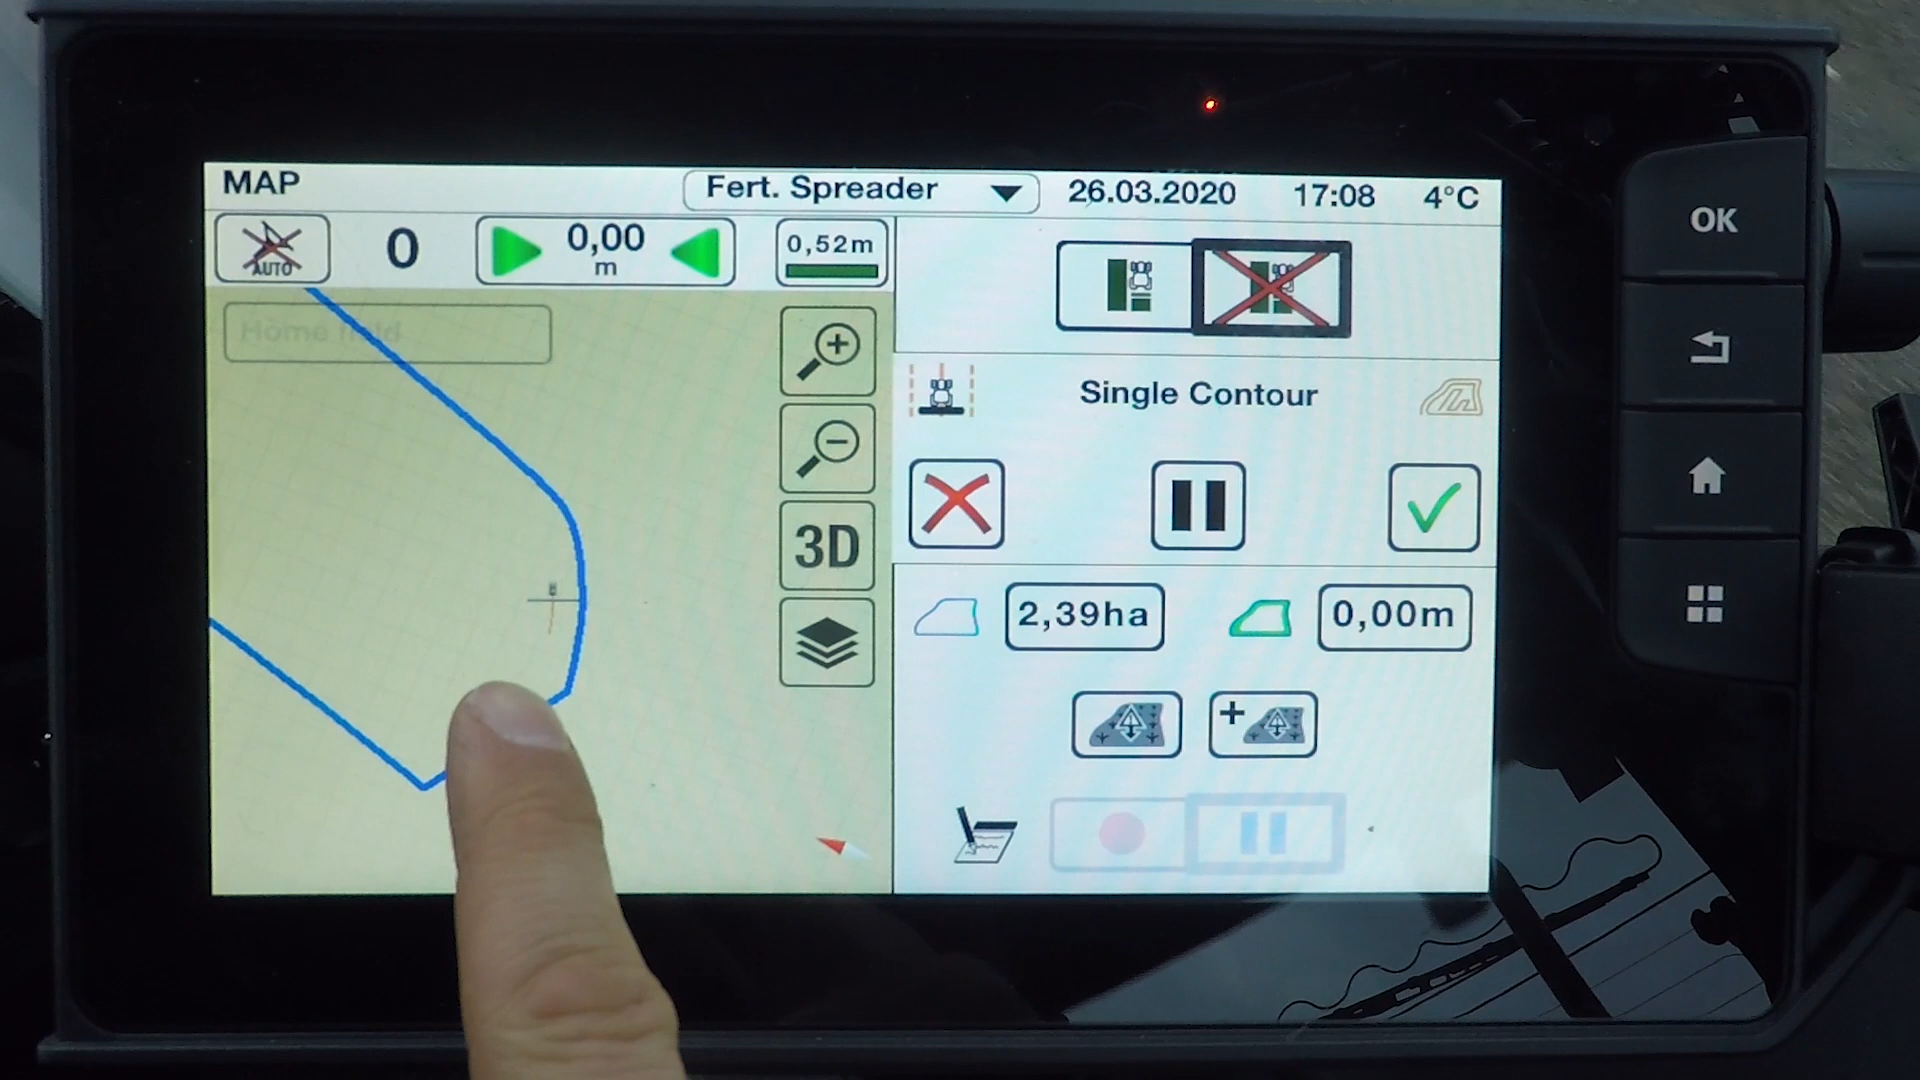 MAP
Fert. Spreader
26.03.2020
17:08
4°C
AUTO
0
0,00
m
0,52m
Home field
3D
Single Contour
2,39ha
0,00m
OK